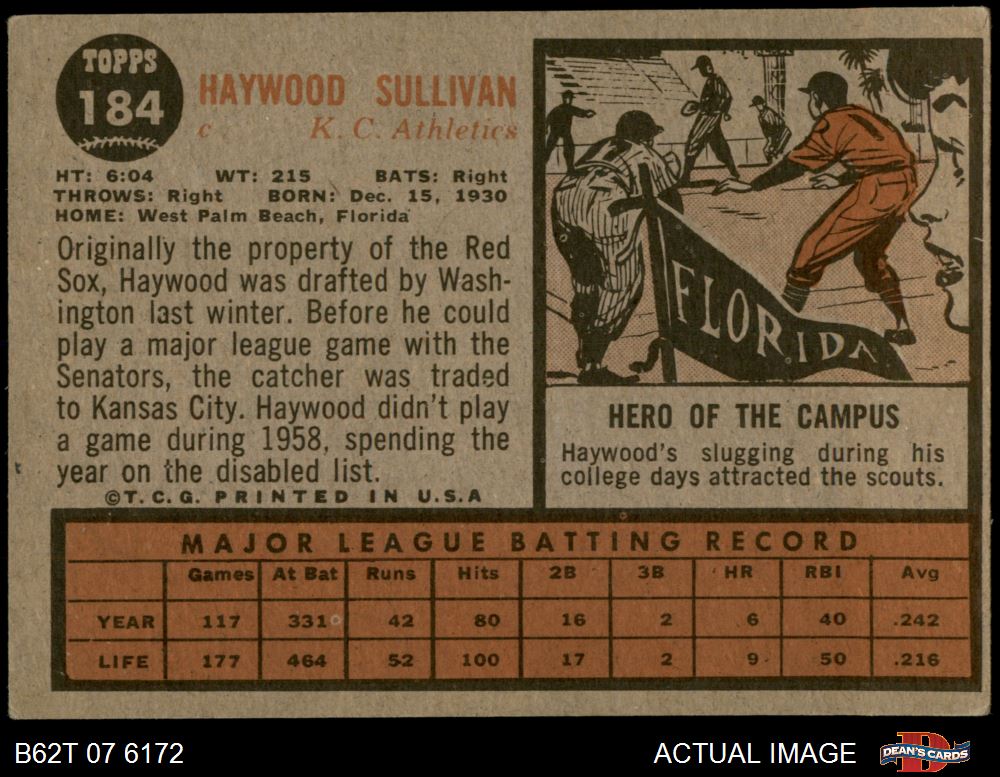 TOPPS
184
HAYWOOD SULLIVAN
c K. C. Athletics
HT: 6:04 WT: 215 BATS: Right
THROWS: Right BORN: Dec. 15, 1930
HOME: West Palm Beach, Florida
Originally the property of the Red
Sox, Haywood was drafted by Wash-
ington last winter. Before he could
play a major league game with the
Senators, the catcher was traded
to Kansas City. Haywood didn't play
a game during 1958, spending the
year on the disabled list.
©T.C.G. PRINTED IN U.S.A
FLORIDA
HERO OF THE CAMPUS
Haywood's slugging during his
college days attracted the scouts.
MAJOR LEAGUE BATTING RECORD
Games At Bat Runs Hits 2B 3B HR RBI Avg
YEAR 117 331 42 80 16 2 6 40 .242
LIFE 177 464 52 100 17 2 9 50 .216
B62T 07 6172
ACTUAL IMAGE
DEAN'S CARDS